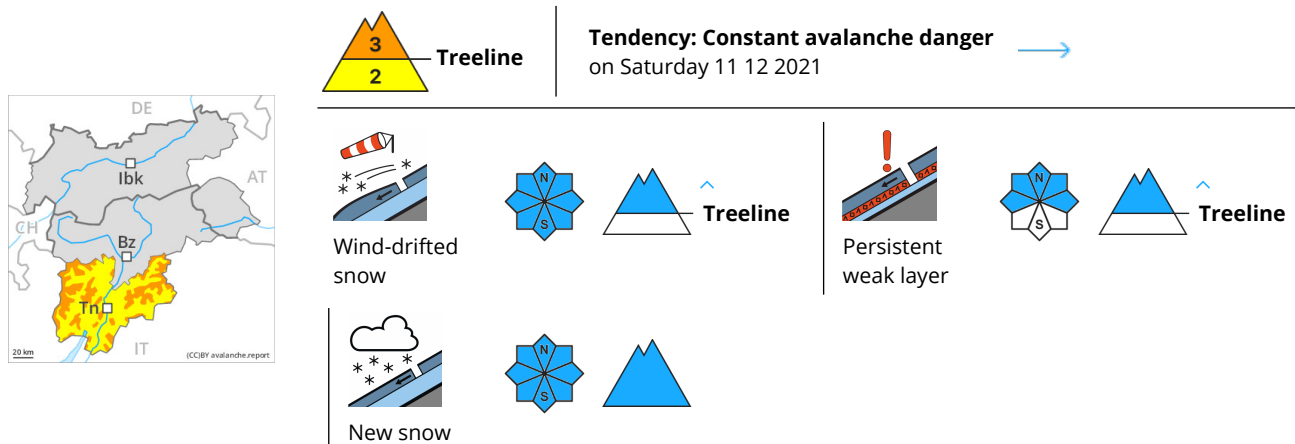 3
2
Treeline
Tendency: Constant avalanche danger
on Saturday 11 12 2021
DE
Ibk
AT
CH
Bz
Tn
IT
20 km
(CC)BY avalanche.report
N
S
Treeline
Wind-drifted
snow
N
S
Treeline
Persistent
weak layer
N
S
New snow